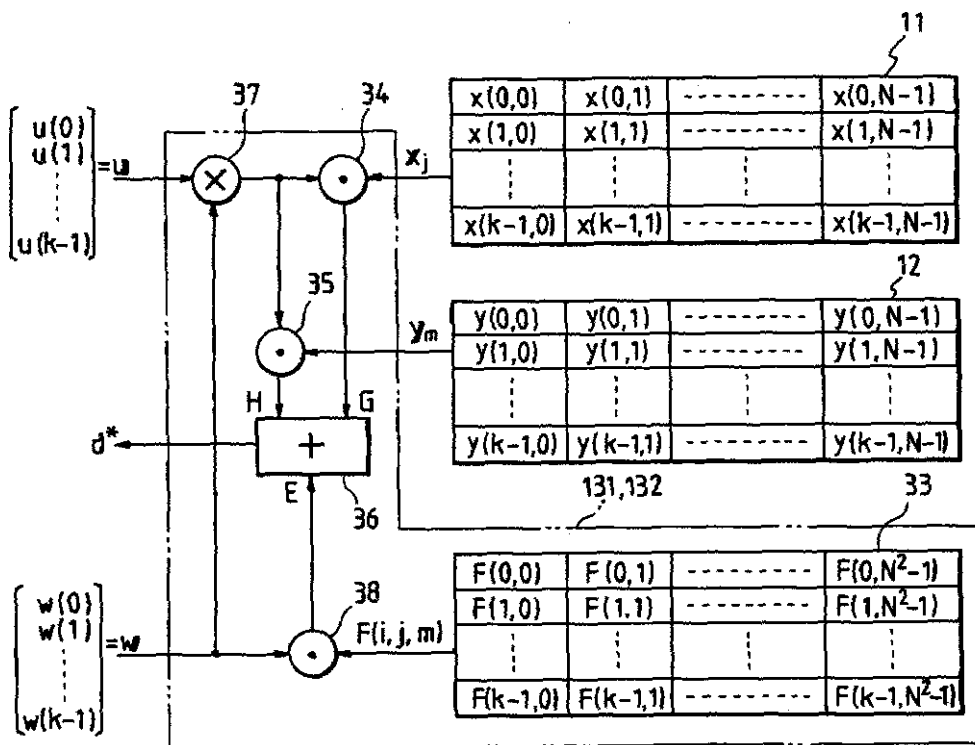 11
x(0,0) x(0,1) --------- x(0,N-1)
x(1,0) x(1,1) x(1,N-1)
x(k-1,0) x(k-1,1) --------- x(k-1,N-1)
37
34
u(0)
u(1)
u(k-1)
=u
×
•
xj
12
y(0,0) y(0,1) --------- y(0,N-1)
y(1,0) y(1,1) --------- y(1,N-1)
y(k-1,0) y(k-1,1) --------- y(k-1,N-1)
35
•
ym
H
G
d*
+
E
36
131,132
33
F(0,0) F(0,1) --------- F(0,N²-1)
F(1,0) F(1.1) --------- F(1,N²-1)
F(k-1,0) F(k-1,1) --------- F(k-1,N²-1)
w(0)
w(1)
w(k-1)
=w
38
•
F(i,j,m)